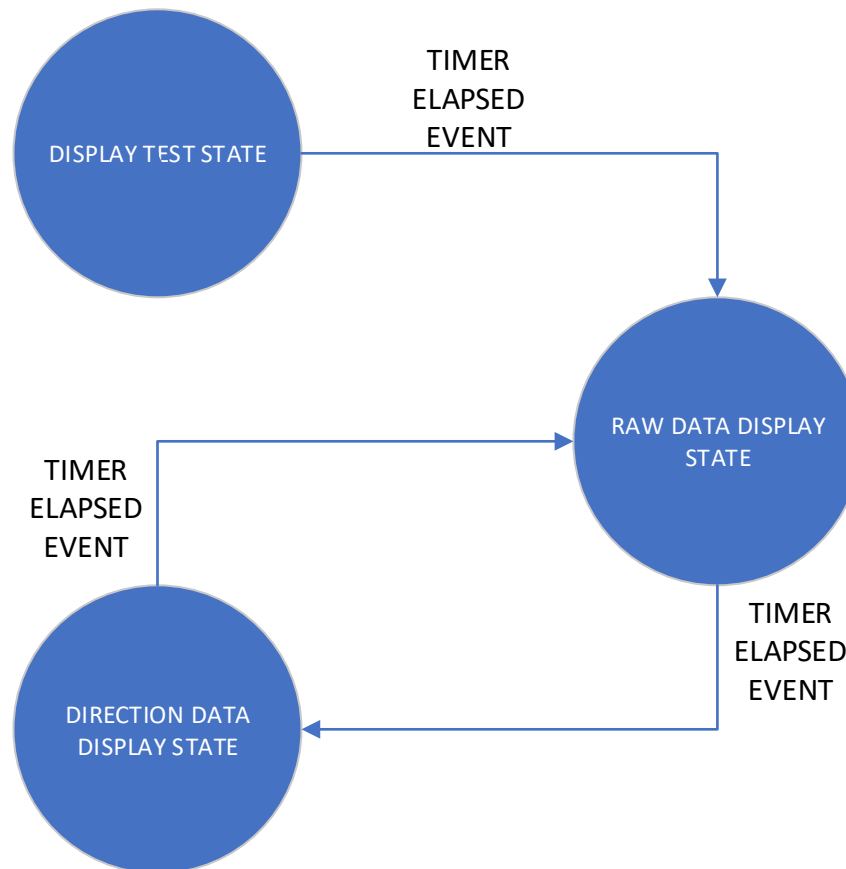 TIMER
ELAPSED
EVENT
DISPLAY TEST STATE
RAW DATA DISPLAY
STATE
TIMER
ELAPSED
EVENT
TIMER
ELAPSED
EVENT
DIRECTION DATA
DISPLAY STATE